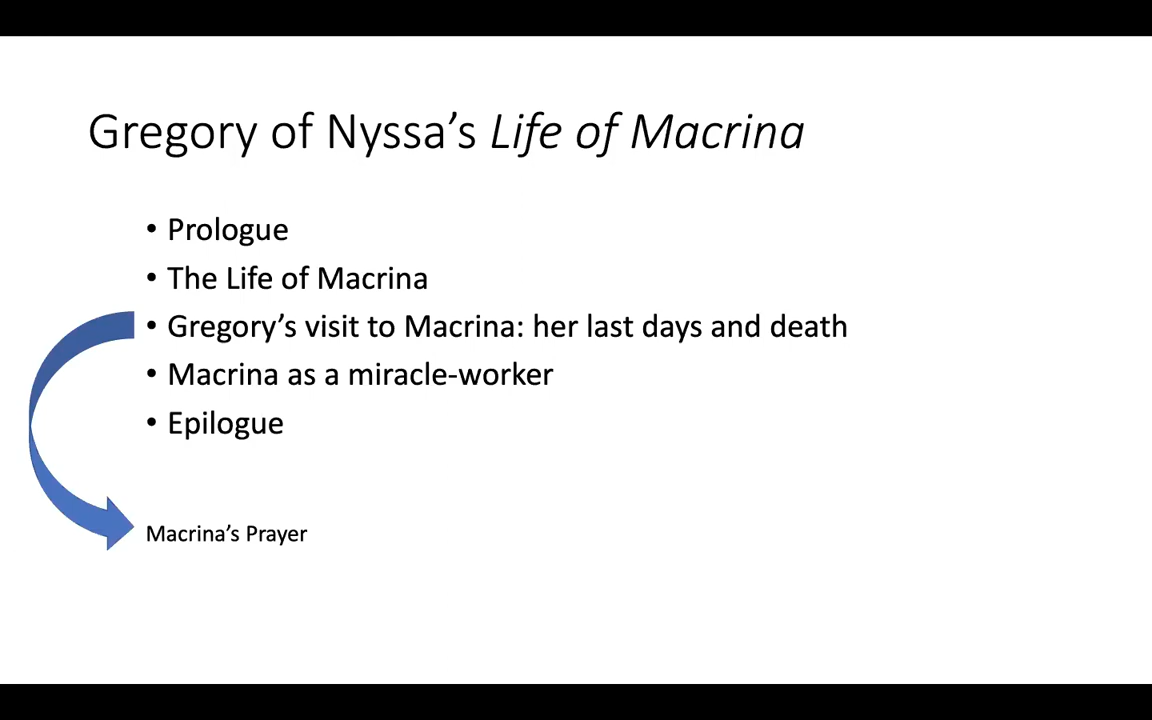 Gregory of Nyssa’s Life of Macrina
• Prologue
• The Life of Macrina
• Gregory’s visit to Macrina: her last days and death
• Macrina as a miracle-worker
• Epilogue
Macrina’s Prayer